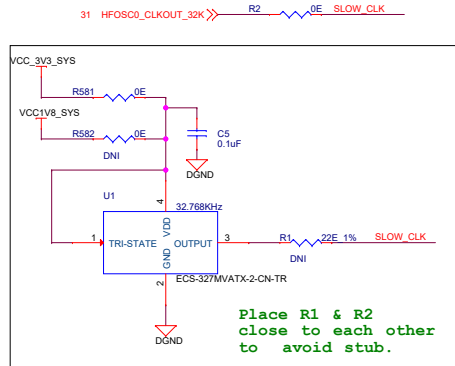 31 HFOSC0_CLKOUT_32K R2 0E SLOW_CLK
VCC_3V3_SYS
R581 0E
VCC1V8_SYS
R582 0E
DNI
C5
0.1uF
DGND
U1
4
32.768KHz
VDD
1 TRI-STATE OUTPUT 3 R1 22E_1% SLOW_CLK
GND
DNI
2
ECS-327MVATX-2-CN-TR
DGND
Place R1 & R2
close to each other
to avoid stub.